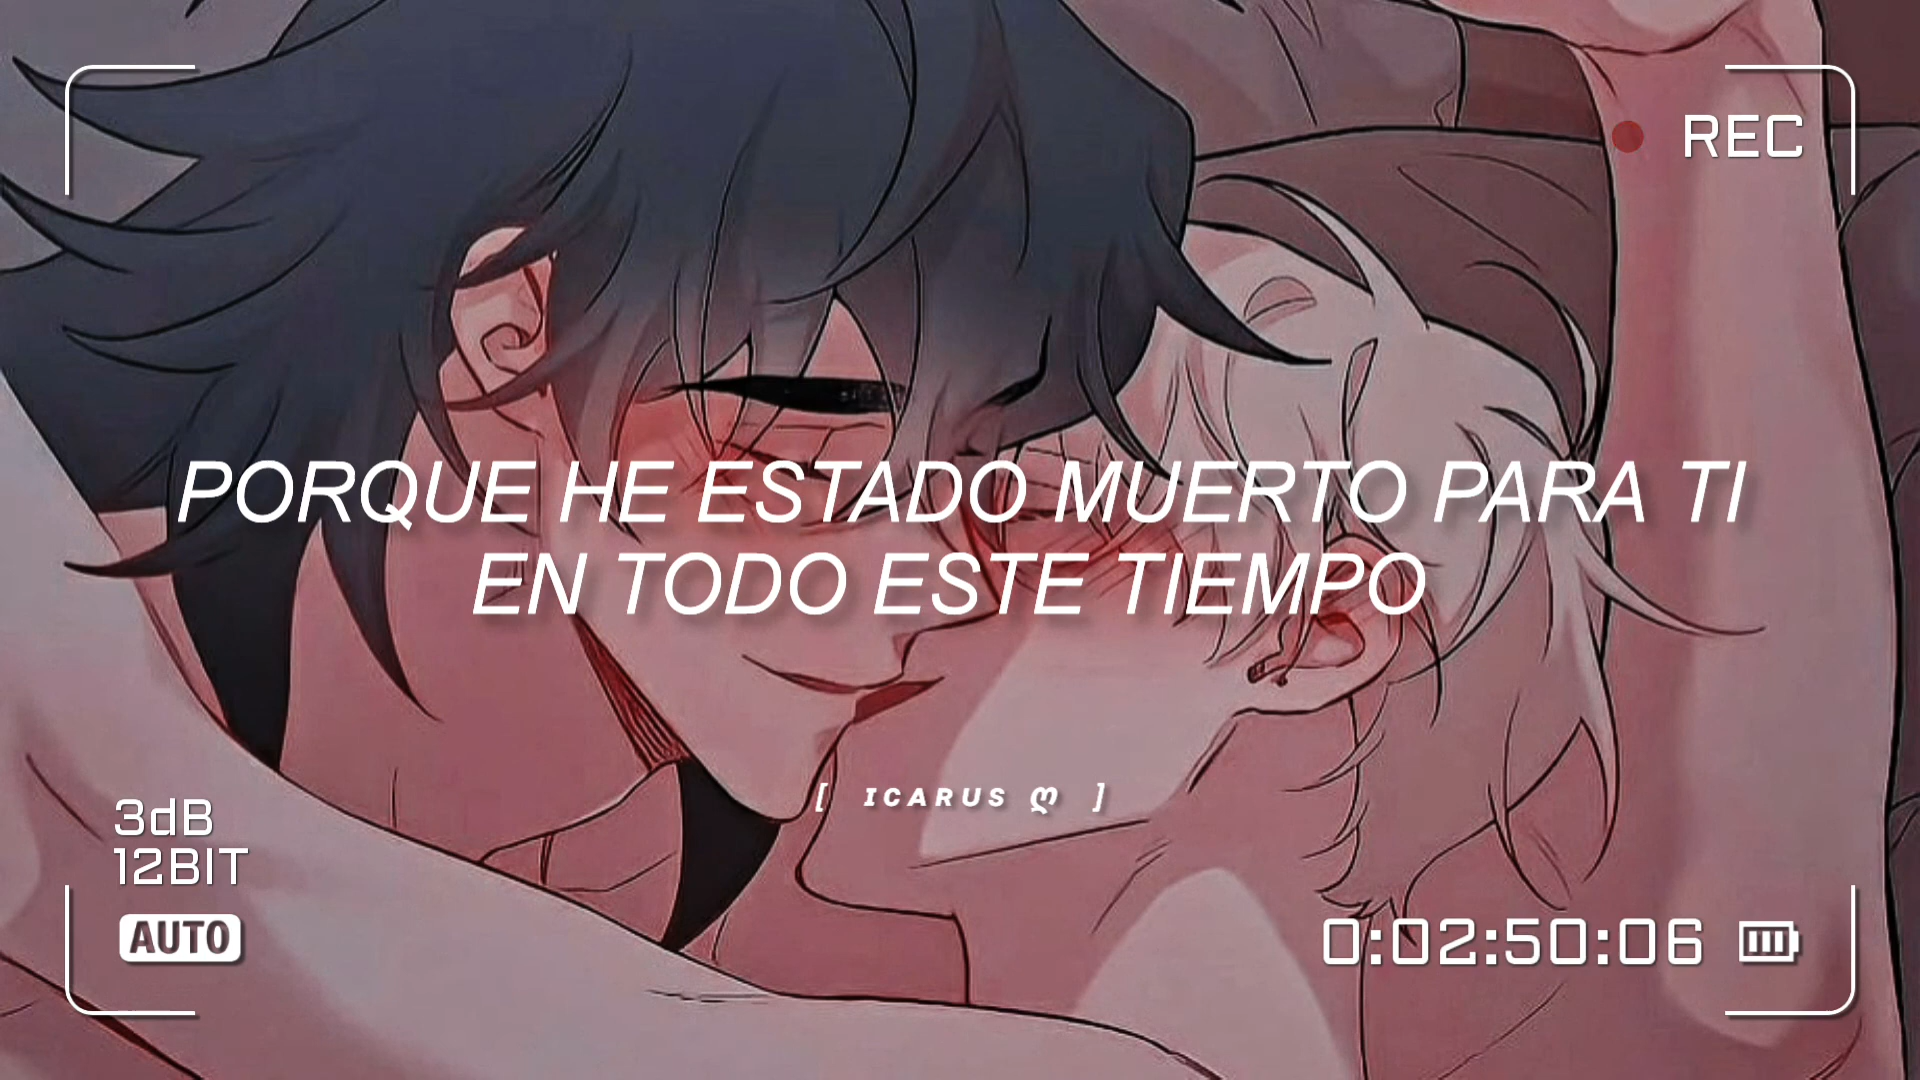 REC
PORQUE HE ESTADO MUERTO PARA TI
EN TODO ESTE TIEMPO
[ ICARUS ღ ]
3dB
12BIT
AUTO
0:02:50:06